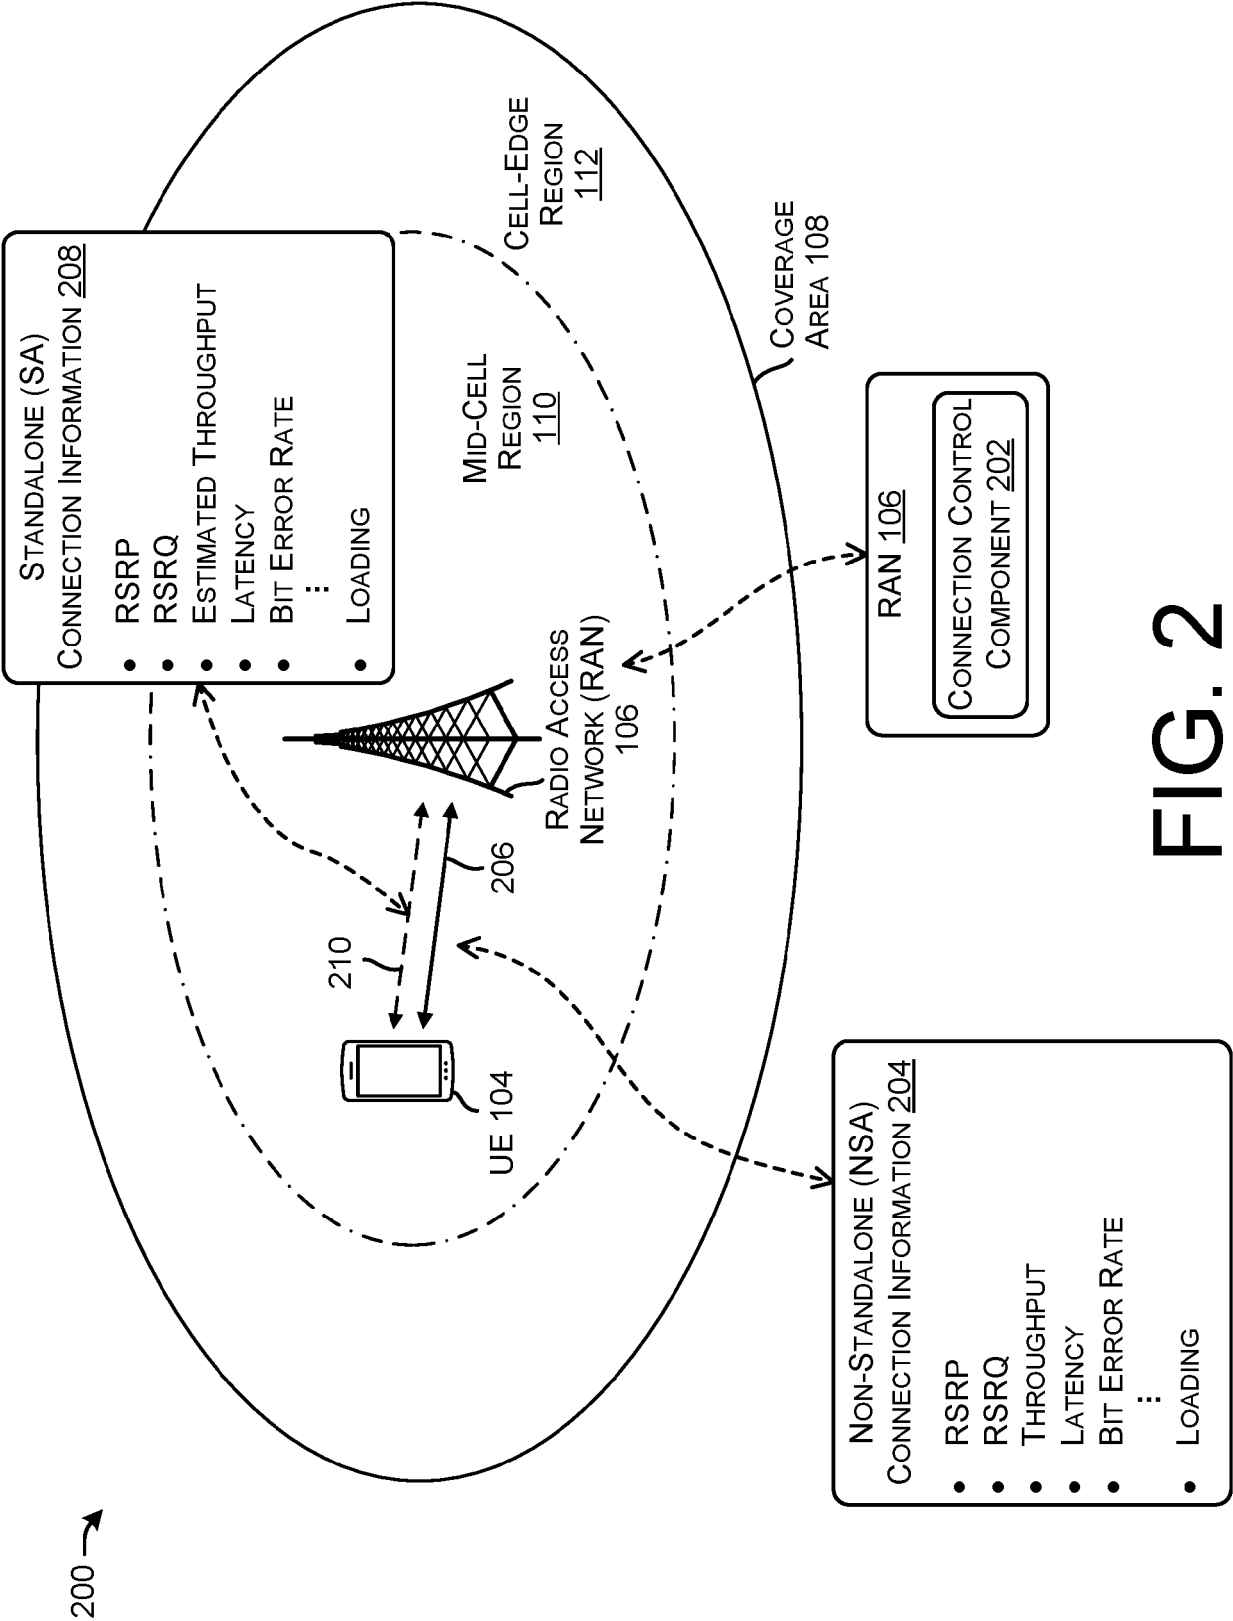 200
STANDALONE (SA)
CONNECTION INFORMATION 208
• RSRP
• RSRQ
• ESTIMATED THROUGHPUT
• LATENCY
• BIT ERROR RATE
⋮
• LOADING
CELL-EDGE
REGION
112
MID-CELL
REGION
110
210
206
UE 104
RADIO ACCESS
NETWORK (RAN)
106
COVERAGE
AREA 108
NON-STANDALONE (NSA)
CONNECTION INFORMATION 204
• RSRP
• RSRQ
• THROUGHPUT
• LATENCY
• BIT ERROR RATE
⋮
• LOADING
RAN 106
CONNECTION CONTROL
COMPONENT 202
FIG. 2